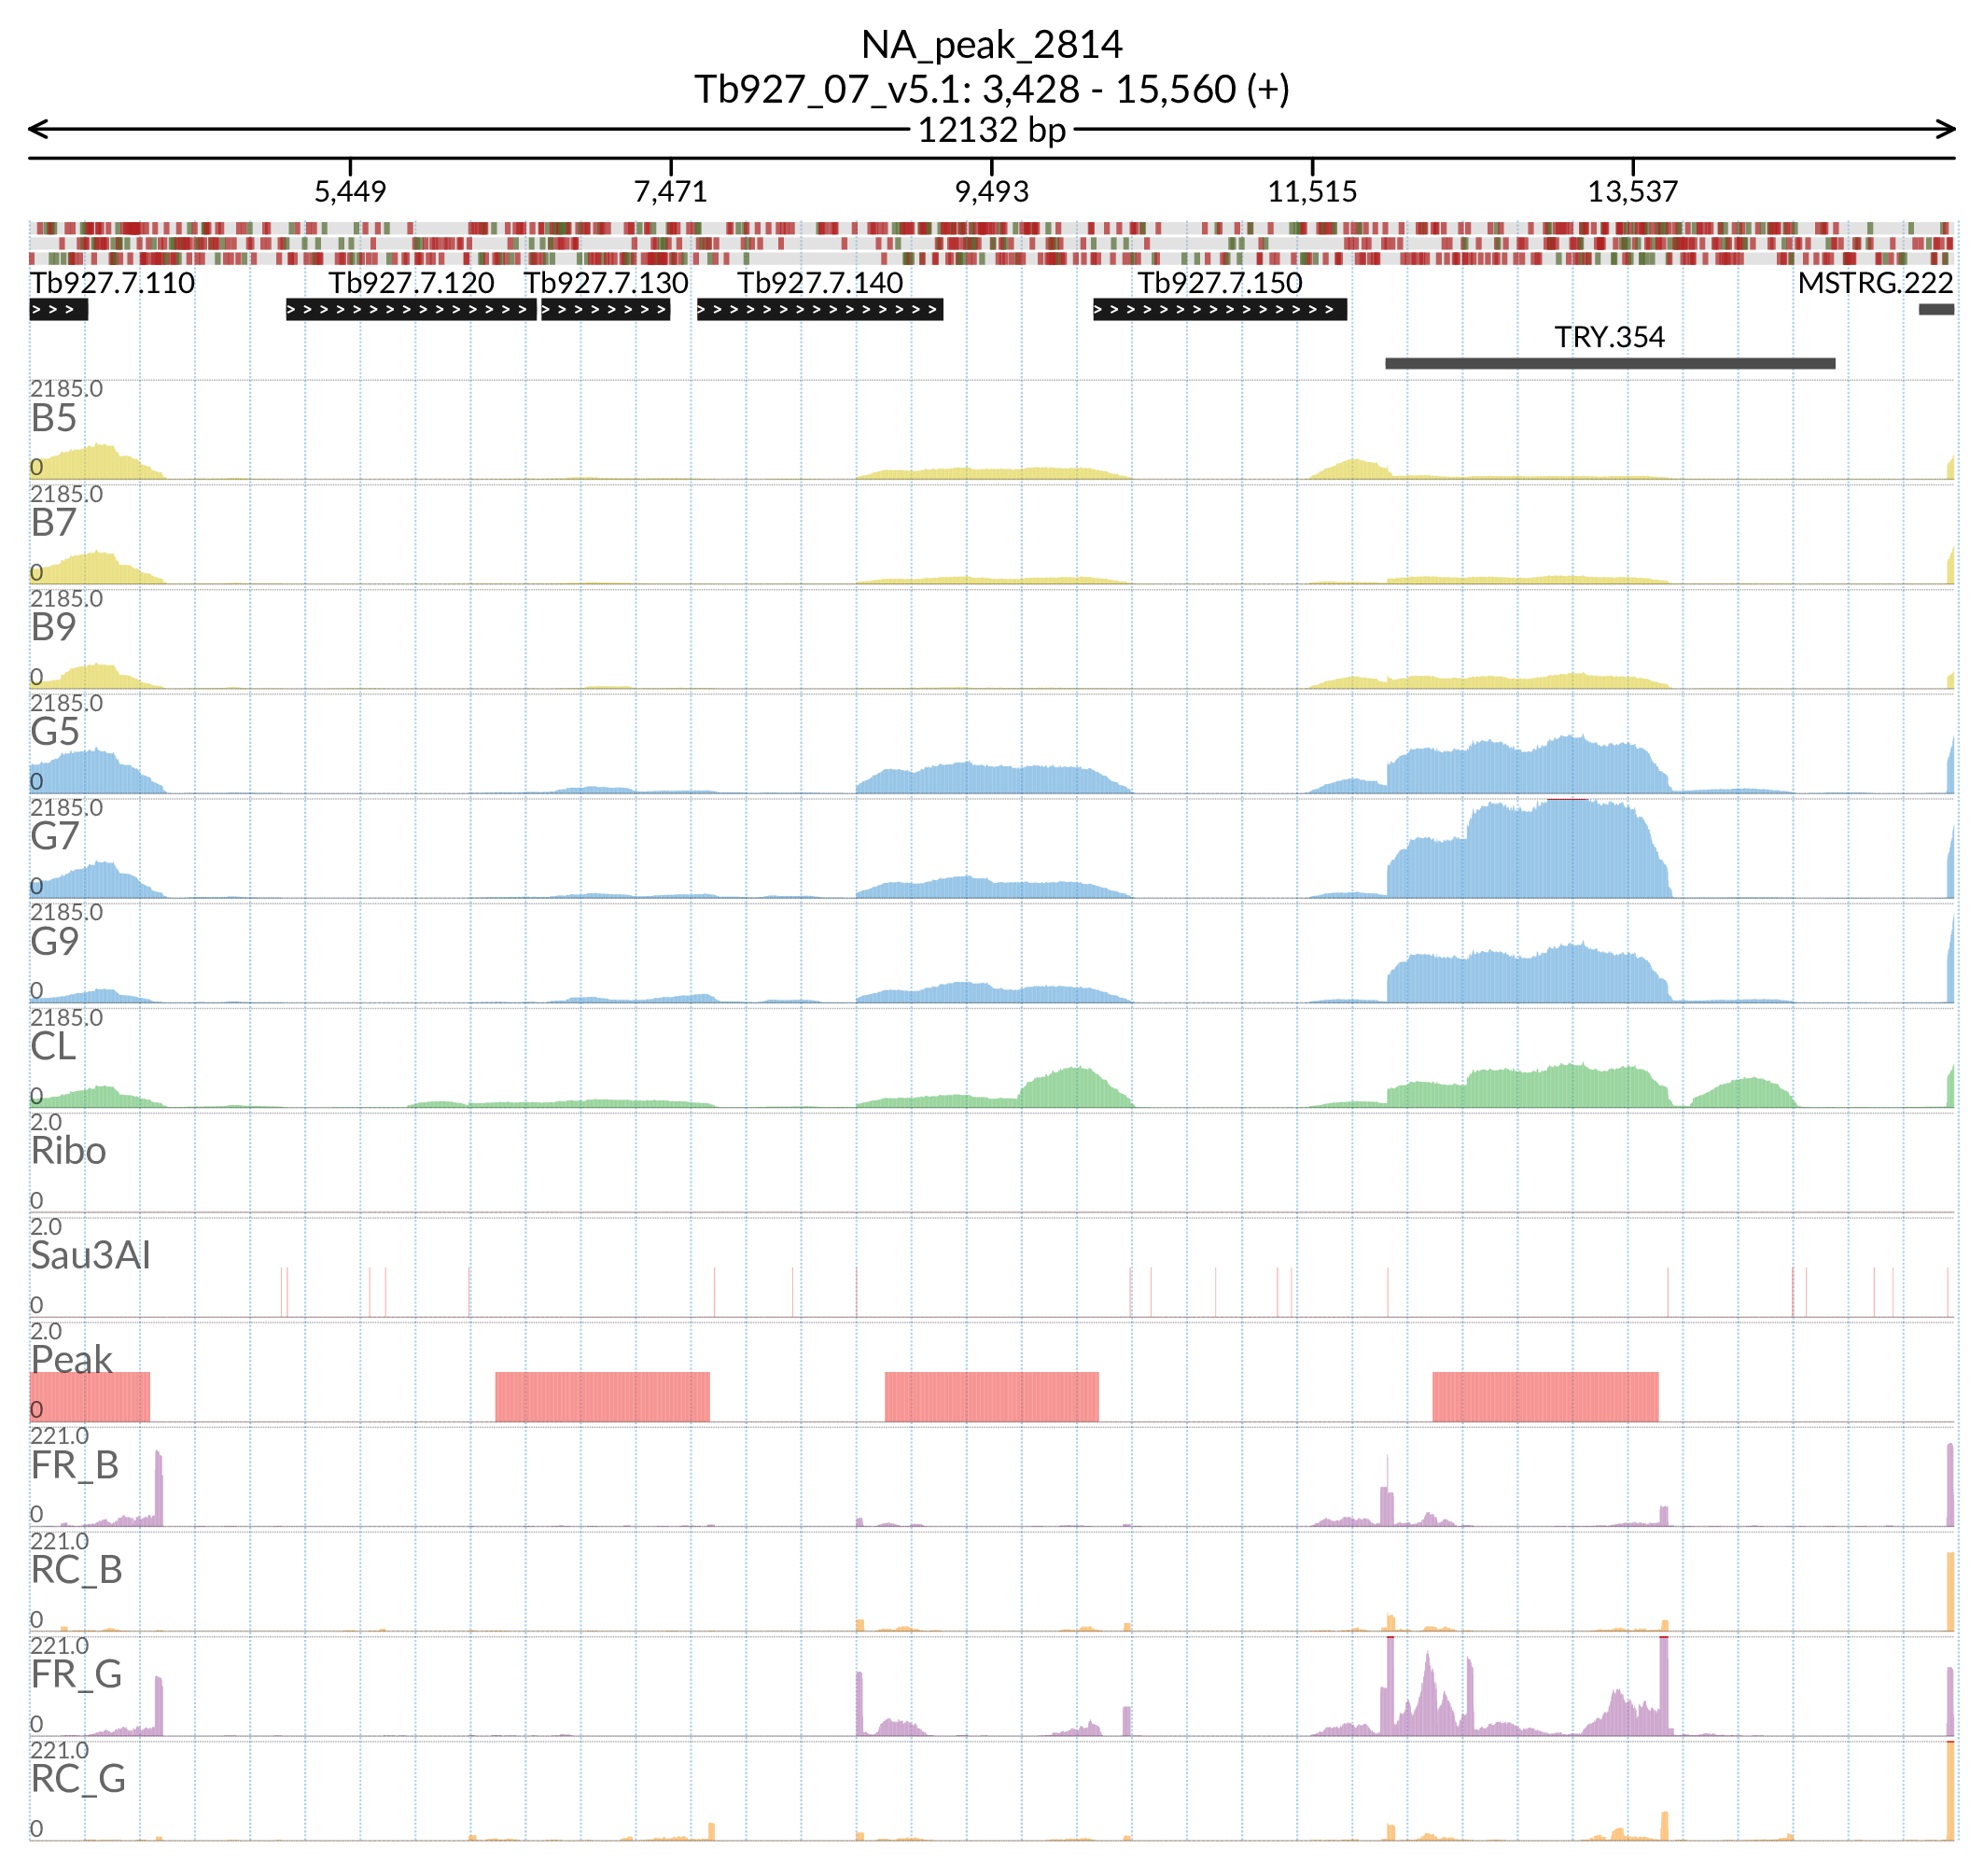 NA_peak_2814
Tb927_07_v5.1: 3,428 - 15,560 (+)
12132 bp
5,449 7,471 9,493 11,515 13,537
Tb927.7.110 Tb927.7.120 Tb927.7.130 Tb927.7.140 Tb927.7.150 MSTRG.222
TRY.354
2185.0
B5
0
2185.0
B7
0
2185.0
B9
0
2185.0
G5
0
2185.0
G7
0
2185.0
G9
0
2185.0
CL
0
2.0
Ribo
0
2.0
Sau3AI
0
2.0
Peak
0
221.0
FR_B
0
221.0
RC_B
0
221.0
FR_G
0
221.0
RC_G
0